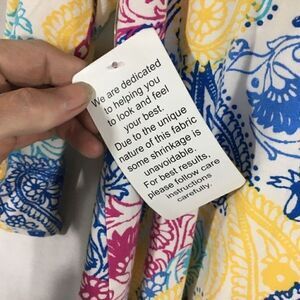 We are dedicated
to helping you
to look and feel
your best.
Due to the unique
nature of this fabric
some shrinkage is
unavoidable.
For best results,
please follow care
instructions
carefully.